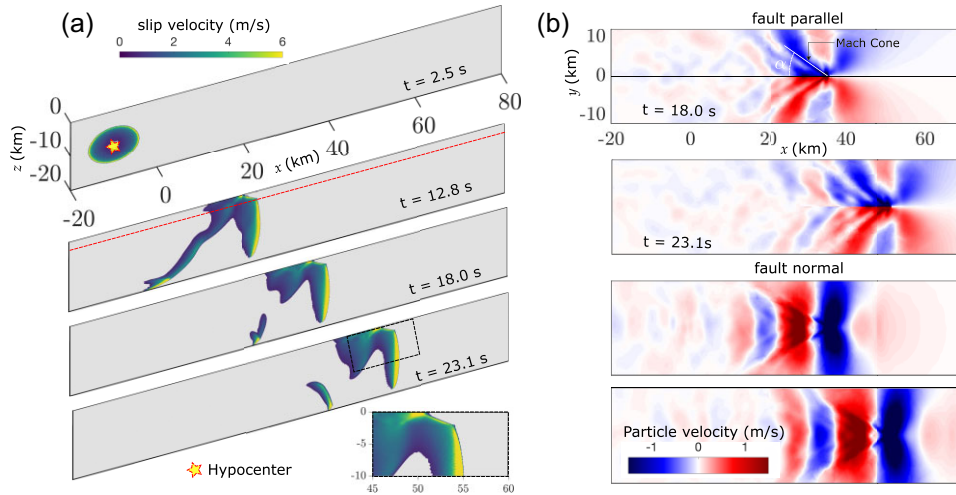 (a)
slip velocity (m/s)
0 2 4 6
t = 2.5 s
0
-10
-20
z (km)
-20 0 20 40 60 80
x (km)
t = 12.8 s
t = 18.0 s
t = 23.1 s
Hypocenter
0
-5
-10
45 50 55 60
(b)
fault parallel
10
0
-10
y (km)
Mach Cone
α
t = 18.0 s
0 20 40 60
x (km)
t = 23.1s
fault normal
Particle velocity (m/s)
-1 0 1